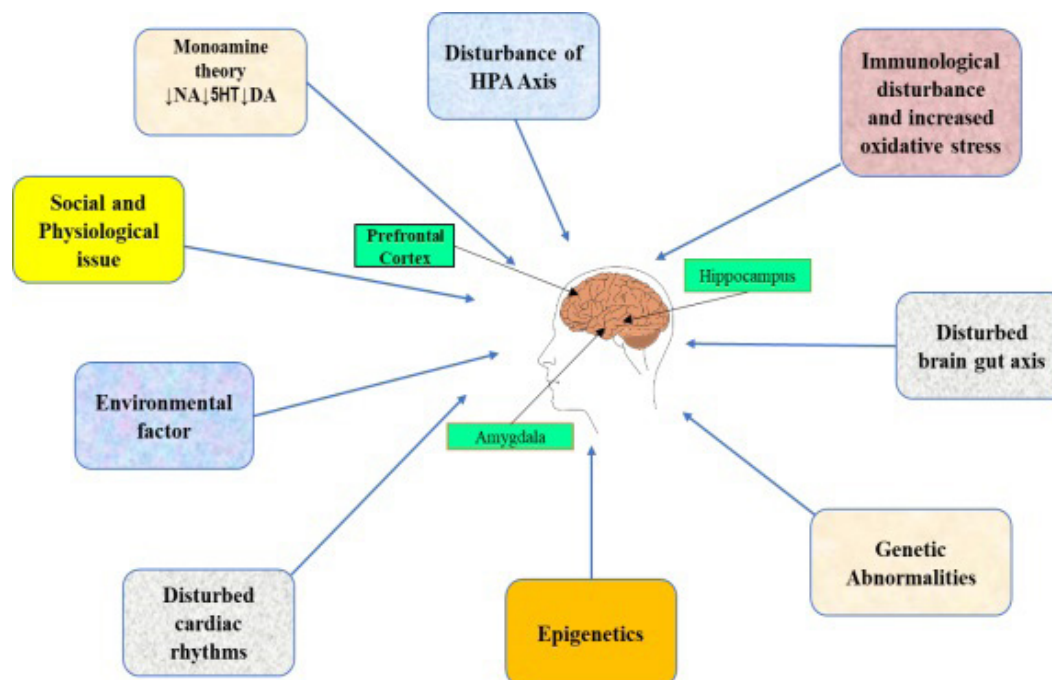 Monoamine
theory
↓NA↓5HT↓DA
Disturbance of
HPA Axis
Immunological
disturbance
and increased
oxidative stress
Social and
Physiological
issue
Prefrontal
Cortex
Hippocampus
Disturbed
brain gut axis
Environmental
factor
Amygdala
Genetic
Abnormalities
Disturbed
cardiac
rhythms
Epigenetics